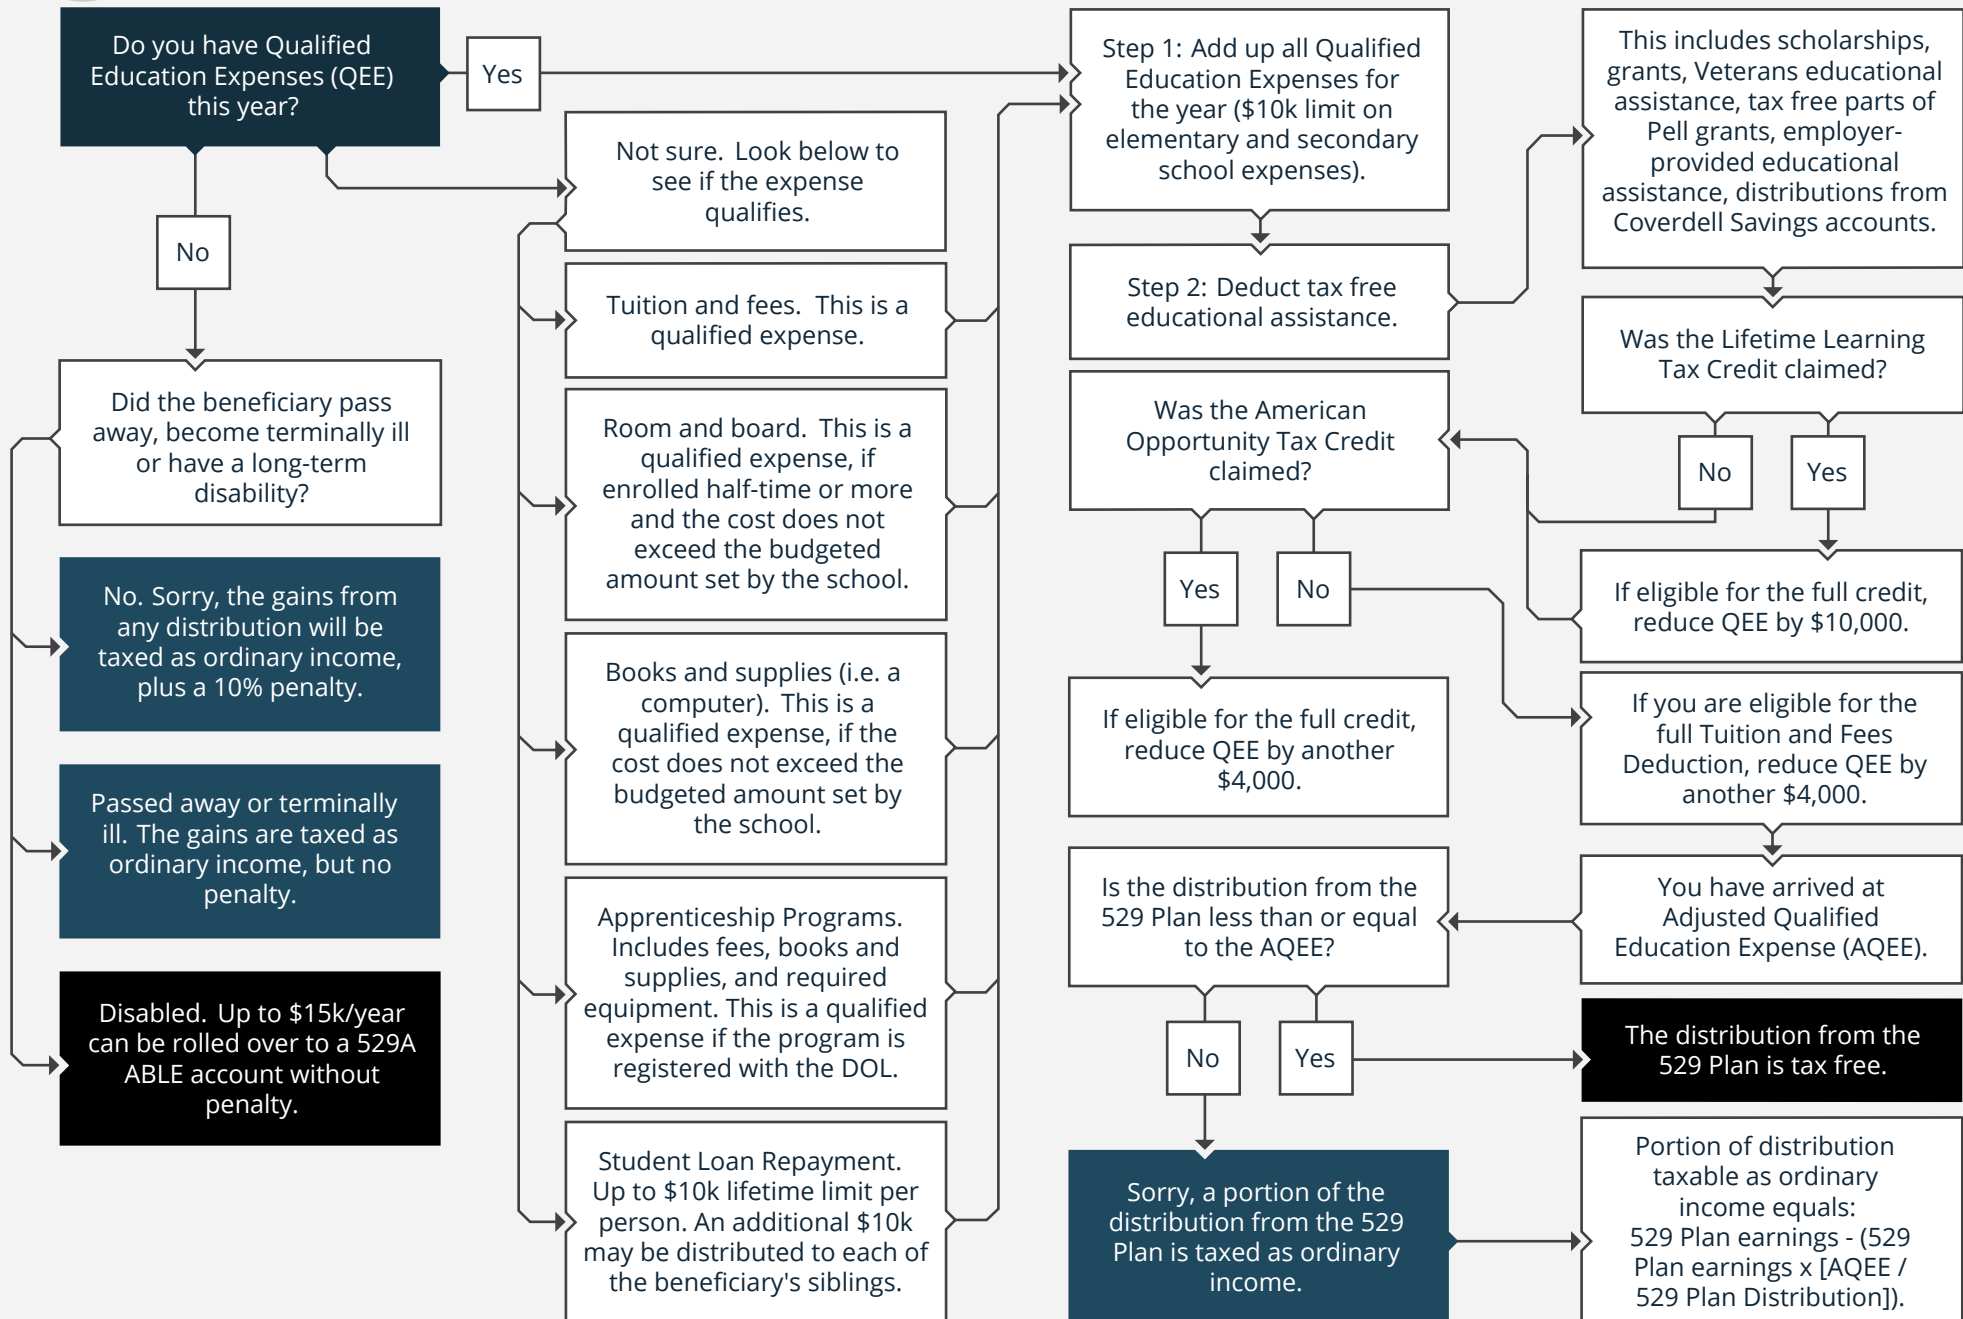 Do you have Qualified
Education Expenses (QEE)
this year?
Yes
No
Did the beneficiary pass
away, become terminally ill
or have a long-term
disability?
No. Sorry, the gains from
any distribution will be
taxed as ordinary income,
plus a 10% penalty.
Passed away or terminally
ill. The gains are taxed as
ordinary income, but no
penalty.
Disabled. Up to $15k/year
can be rolled over to a 529A
ABLE account without
penalty.
Not sure. Look below to
see if the expense
qualifies.
Tuition and fees. This is a
qualified expense.
Room and board. This is a
qualified expense, if
enrolled half-time or more
and the cost does not
exceed the budgeted
amount set by the school.
Books and supplies (i.e. a
computer). This is a
qualified expense, if the
cost does not exceed the
budgeted amount set by
the school.
Apprenticeship Programs.
Includes fees, books and
supplies, and required
equipment. This is a qualified
expense if the program is
registered with the DOL.
Student Loan Repayment.
Up to $10k lifetime limit per
person. An additional $10k
may be distributed to each of
the beneficiary's siblings.
Step 1: Add up all Qualified
Education Expenses for
the year ($10k limit on
elementary and secondary
school expenses).
Step 2: Deduct tax free
educational assistance.
This includes scholarships,
grants, Veterans educational
assistance, tax free parts of
Pell grants, employer-
provided educational
assistance, distributions from
Coverdell Savings accounts.
Was the Lifetime Learning
Tax Credit claimed?
No
Yes
If eligible for the full credit,
reduce QEE by $10,000.
Was the American
Opportunity Tax Credit
claimed?
Yes
No
If eligible for the full credit,
reduce QEE by another
$4,000.
If you are eligible for the
full Tuition and Fees
Deduction, reduce QEE by
another $4,000.
You have arrived at
Adjusted Qualified
Education Expense (AQEE).
Is the distribution from the
529 Plan less than or equal
to the AQEE?
No
Yes
The distribution from the
529 Plan is tax free.
Sorry, a portion of the
distribution from the 529
Plan is taxed as ordinary
income.
Portion of distribution
taxable as ordinary
income equals:
529 Plan earnings - (529
Plan earnings x [AQEE /
529 Plan Distribution]).